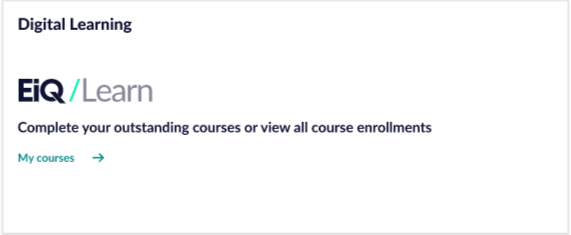 Digital Learning
EiQ /Learn
Complete your outstanding courses or view all course enrollments
My courses →